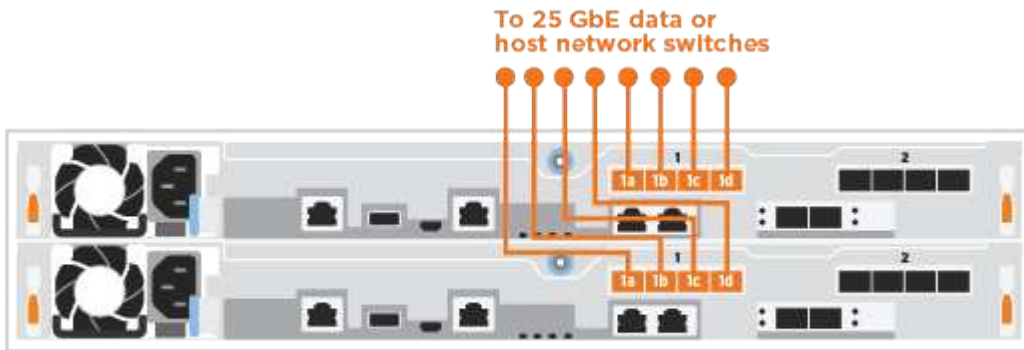 To 25 GbE data or
host network switches
1 2
1a 1b 1c 1d
1 2
1a 1b 1c 1d